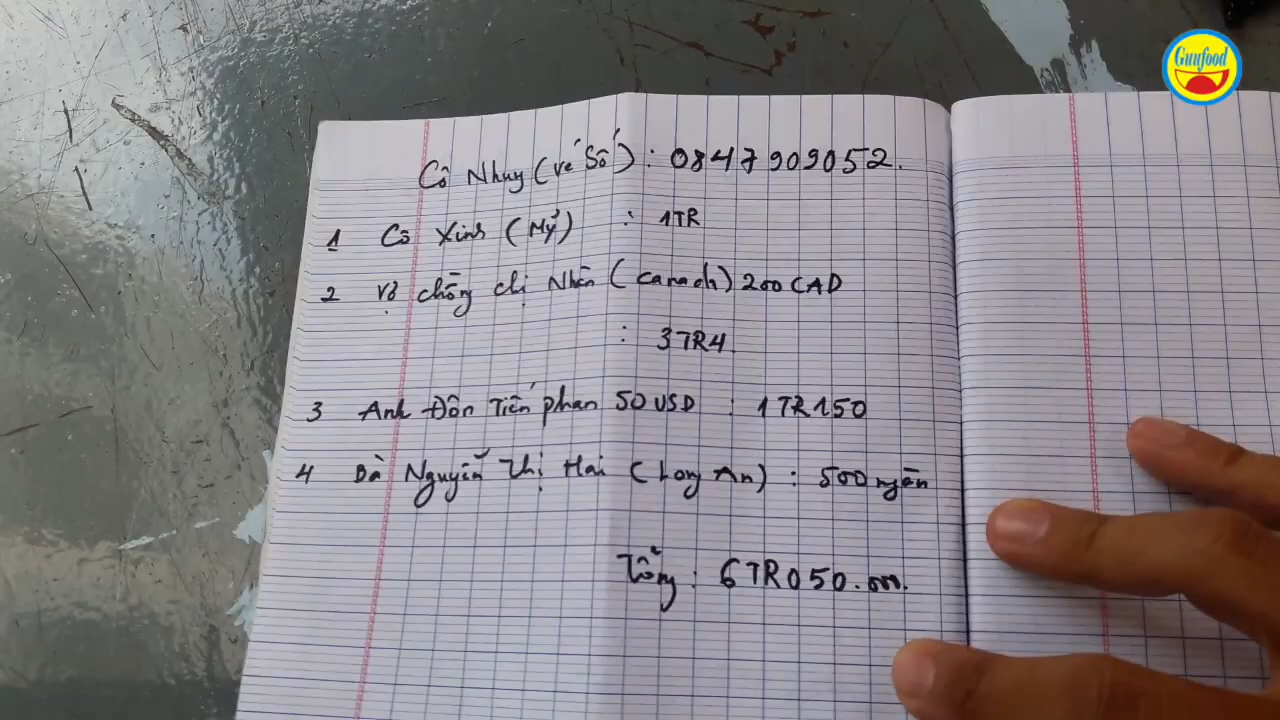 Gunfood
Cô Nhuy (vé Số) : 0847909052.
1 Cô Xinh (Mỹ) : 1TR
2 Vợ chồng chị Nhân (Canada) 200 CAD
: 3TR4.
3 Anh Đôn Tiến phan 50 USD : 1TR150
4 Bà Nguyễn Thị Hai (Long An) : 500 ngàn
Tổng : 6TR050.000.